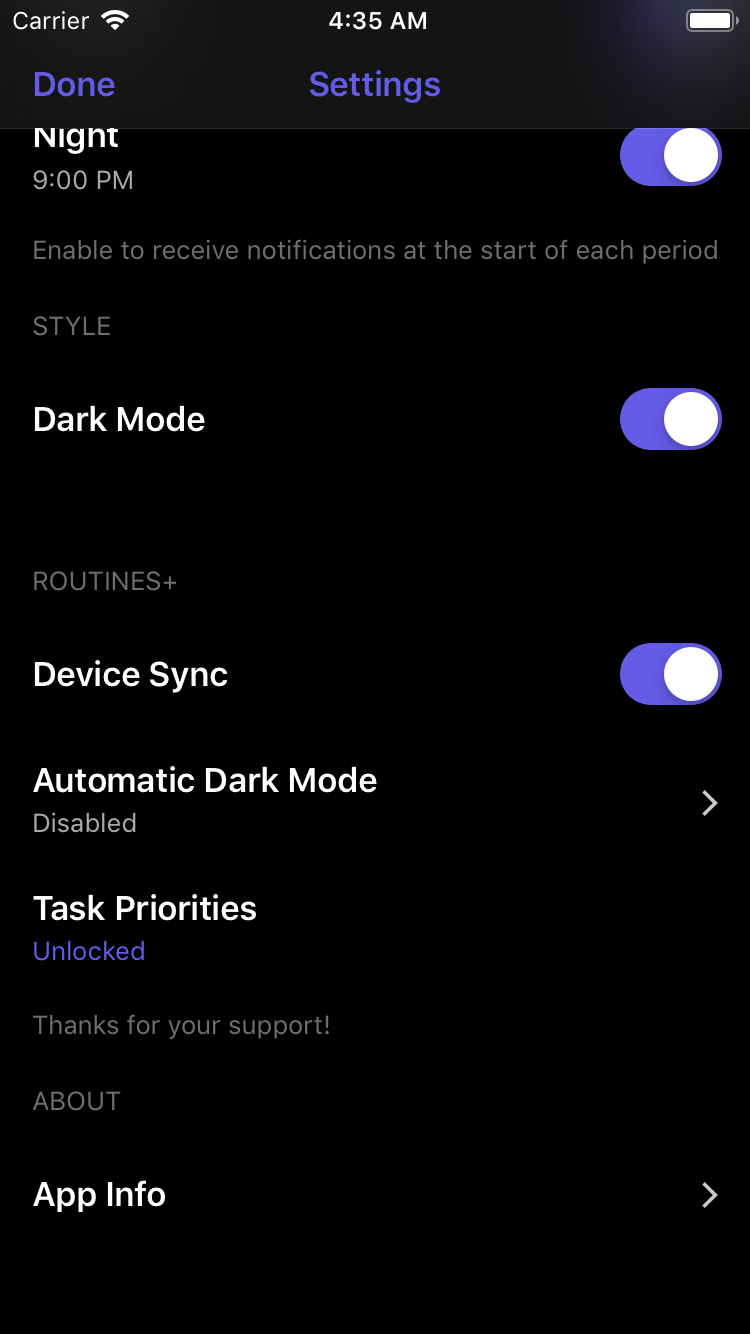 Carrier 4:35 AM
Done Settings
Night
9:00 PM
Enable to receive notifications at the start of each period
STYLE
Dark Mode
ROUTINES+
Device Sync
Automatic Dark Mode
Disabled
Task Priorities
Unlocked
Thanks for your support!
ABOUT
App Info